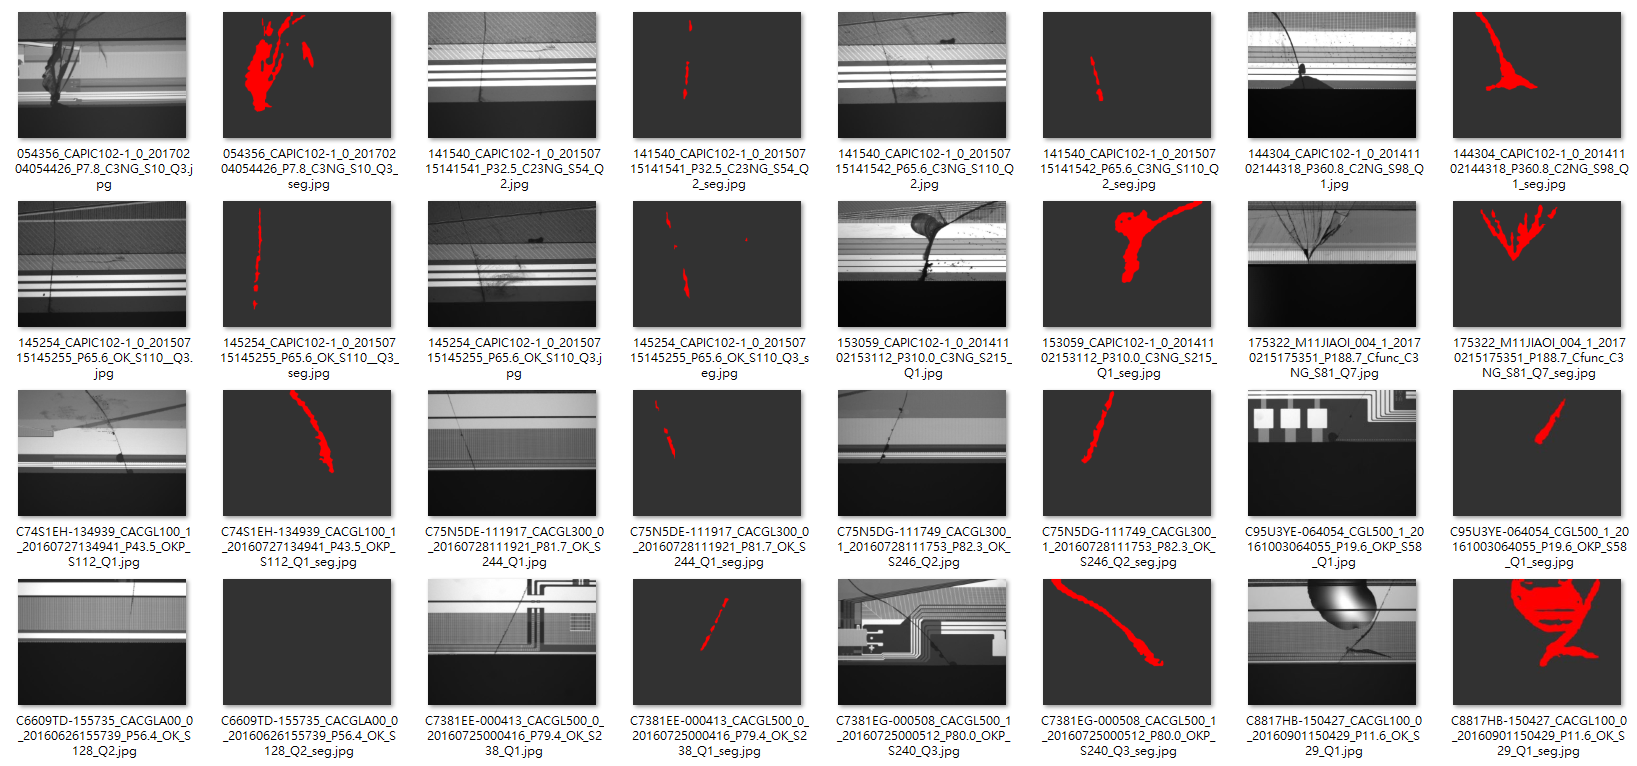 054356_CAPIC102-1_0_201702
04054426_P7.8_C3NG_S10_Q3.j
pg
054356_CAPIC102-1_0_201702
04054426_P7.8_C3NG_S10_Q3_
seg.jpg
141540_CAPIC102-1_0_201507
15141541_P32.5_C23NG_S54_Q
2.jpg
141540_CAPIC102-1_0_201507
15141541_P32.5_C23NG_S54_Q
2_seg.jpg
141540_CAPIC102-1_0_201507
15141542_P65.6_C3NG_S110_Q
2.jpg
141540_CAPIC102-1_0_201507
15141542_P65.6_C3NG_S110_Q
2_seg.jpg
144304_CAPIC102-1_0_201411
02144318_P360.8_C2NG_S98_Q
1.jpg
144304_CAPIC102-1_0_201411
02144318_P360.8_C2NG_S98_Q
1_seg.jpg
145254_CAPIC102-1_0_201507
15145255_P65.6_OK_S110__Q3.
jpg
145254_CAPIC102-1_0_201507
15145255_P65.6_OK_S110__Q3_
seg.jpg
145254_CAPIC102-1_0_201507
15145255_P65.6_OK_S110_Q3.j
pg
145254_CAPIC102-1_0_201507
15145255_P65.6_OK_S110_Q3_s
eg.jpg
153059_CAPIC102-1_0_201411
02153112_P310.0_C3NG_S215_
Q1.jpg
153059_CAPIC102-1_0_201411
02153112_P310.0_C3NG_S215_
Q1_seg.jpg
175322_M11JIAOI_004_1_2017
0215175351_P188.7_Cfunc_C3
NG_S81_Q7.jpg
175322_M11JIAOI_004_1_2017
0215175351_P188.7_Cfunc_C3
NG_S81_Q7_seg.jpg
C74S1EH-134939_CACGL100_1
_20160727134941_P43.5_OKP_
S112_Q1.jpg
C74S1EH-134939_CACGL100_1
_20160727134941_P43.5_OKP_
S112_Q1_seg.jpg
C75N5DE-111917_CACGL300_0
_20160728111921_P81.7_OK_S
244_Q1.jpg
C75N5DE-111917_CACGL300_0
_20160728111921_P81.7_OK_S
244_Q1_seg.jpg
C75N5DG-111749_CACGL300_
1_20160728111753_P82.3_OK_
S246_Q2.jpg
C75N5DG-111749_CACGL300_
1_20160728111753_P82.3_OK_
S246_Q2_seg.jpg
C95U3YE-064054_CGL500_1_20
161003064055_P19.6_OKP_S58
_Q1.jpg
C95U3YE-064054_CGL500_1_20
161003064055_P19.6_OKP_S58
_Q1_seg.jpg
C6609TD-155735_CACGLA00_0
_20160626155739_P56.4_OK_S
128_Q2.jpg
C6609TD-155735_CACGLA00_0
_20160626155739_P56.4_OK_S
128_Q2_seg.jpg
C7381EE-000413_CACGL500_0_
20160725000416_P79.4_OK_S2
38_Q1.jpg
C7381EE-000413_CACGL500_0_
20160725000416_P79.4_OK_S2
38_Q1_seg.jpg
C7381EG-000508_CACGL500_1
_20160725000512_P80.0_OKP_
S240_Q3.jpg
C7381EG-000508_CACGL500_1
_20160725000512_P80.0_OKP_
S240_Q3_seg.jpg
C8817HB-150427_CACGL100_0
_20160901150429_P11.6_OK_S
29_Q1.jpg
C8817HB-150427_CACGL100_0
_20160901150429_P11.6_OK_S
29_Q1_seg.jpg